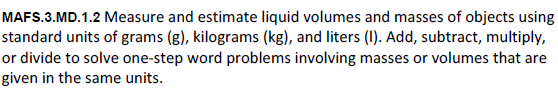 MAFS.3.MD.1.2 Measure and estimate liquid volumes and masses of objects using
standard units of grams (g), kilograms (kg), and liters (l). Add, subtract, multiply,
or divide to solve one-step word problems involving masses or volumes that are
given in the same units.